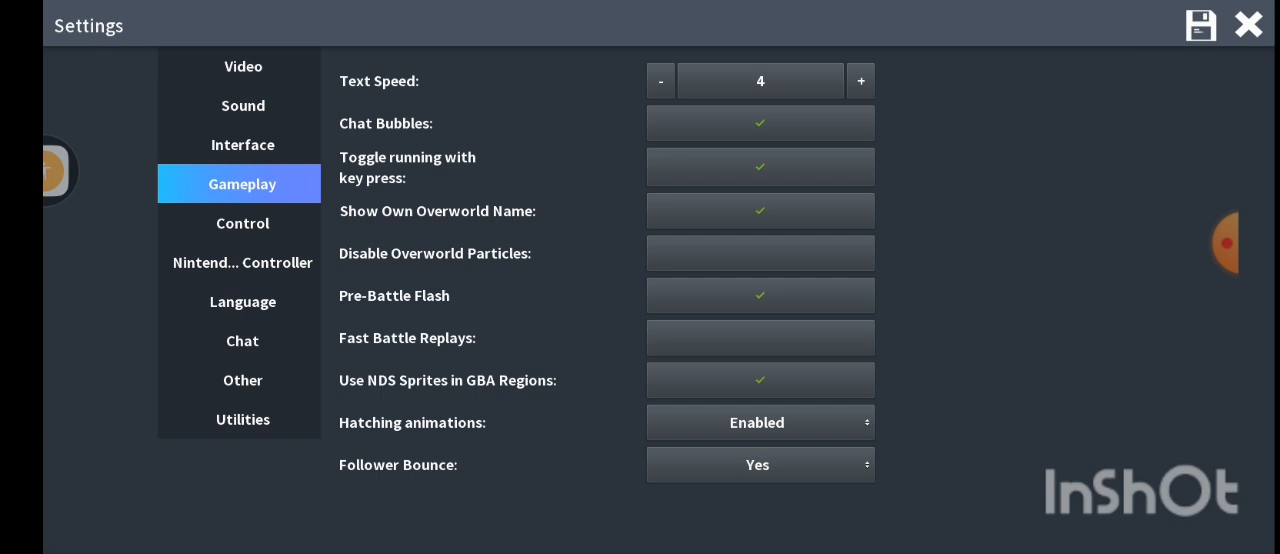 Settings
Video
Sound
Interface
Gameplay
Control
Nintend... Controller
Language
Chat
Other
Utilities
Text Speed:
- 4 +
Chat Bubbles:
Toggle running with
key press:
Show Own Overworld Name:
Disable Overworld Particles:
Pre-Battle Flash
Fast Battle Replays:
Use NDS Sprites in GBA Regions:
Hatching animations: Enabled
Follower Bounce: Yes
InShOt